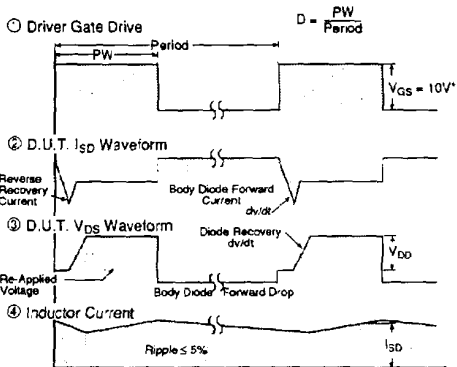 ① Driver Gate Drive
D = PW
Period
Period
PW
VGS = 10V*
② D.U.T. ISD Waveform
Reverse
Recovery
Current
Body Diode Forward
Current
dv/dt
③ D.U.T. VDS Waveform
Diode Recovery
dv/dt
VDD
Re-Applied
Voltage
Body Diode Forward Drop
④ Inductor Current
Ripple ≤ 5%
ISD